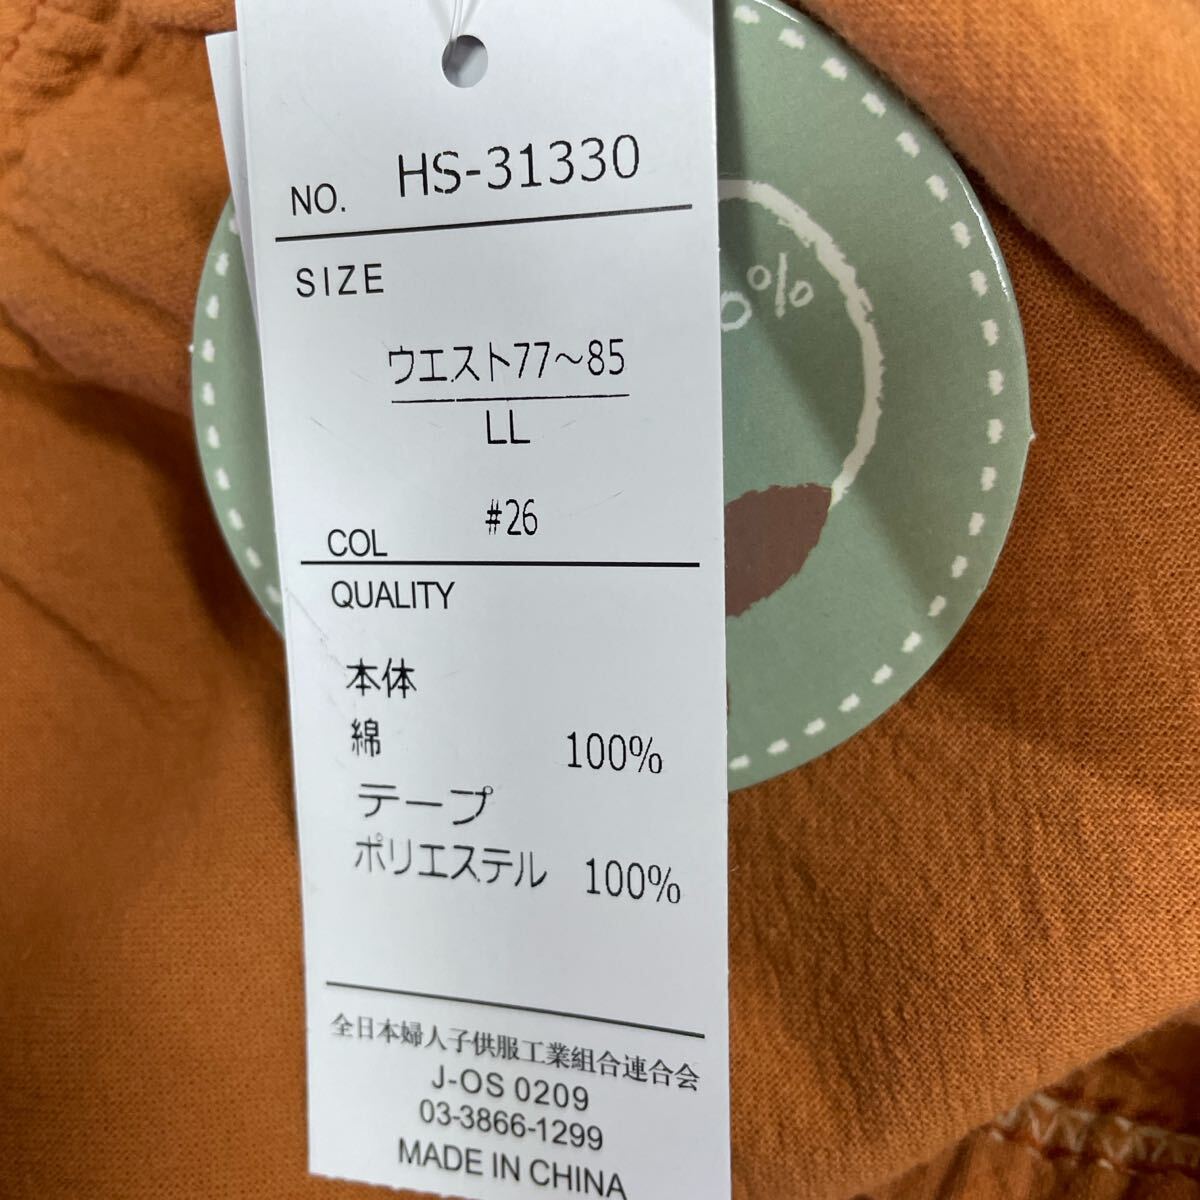 NO. HS-31330
SIZE
ウエスト77～85
LL
#26
COL
QUALITY
本体
綿 100%
テープ
ポリエステル 100%
全日本婦人子供服工業組合連合会
J-OS 0209
03-3866-1299
MADE IN CHINA
0%